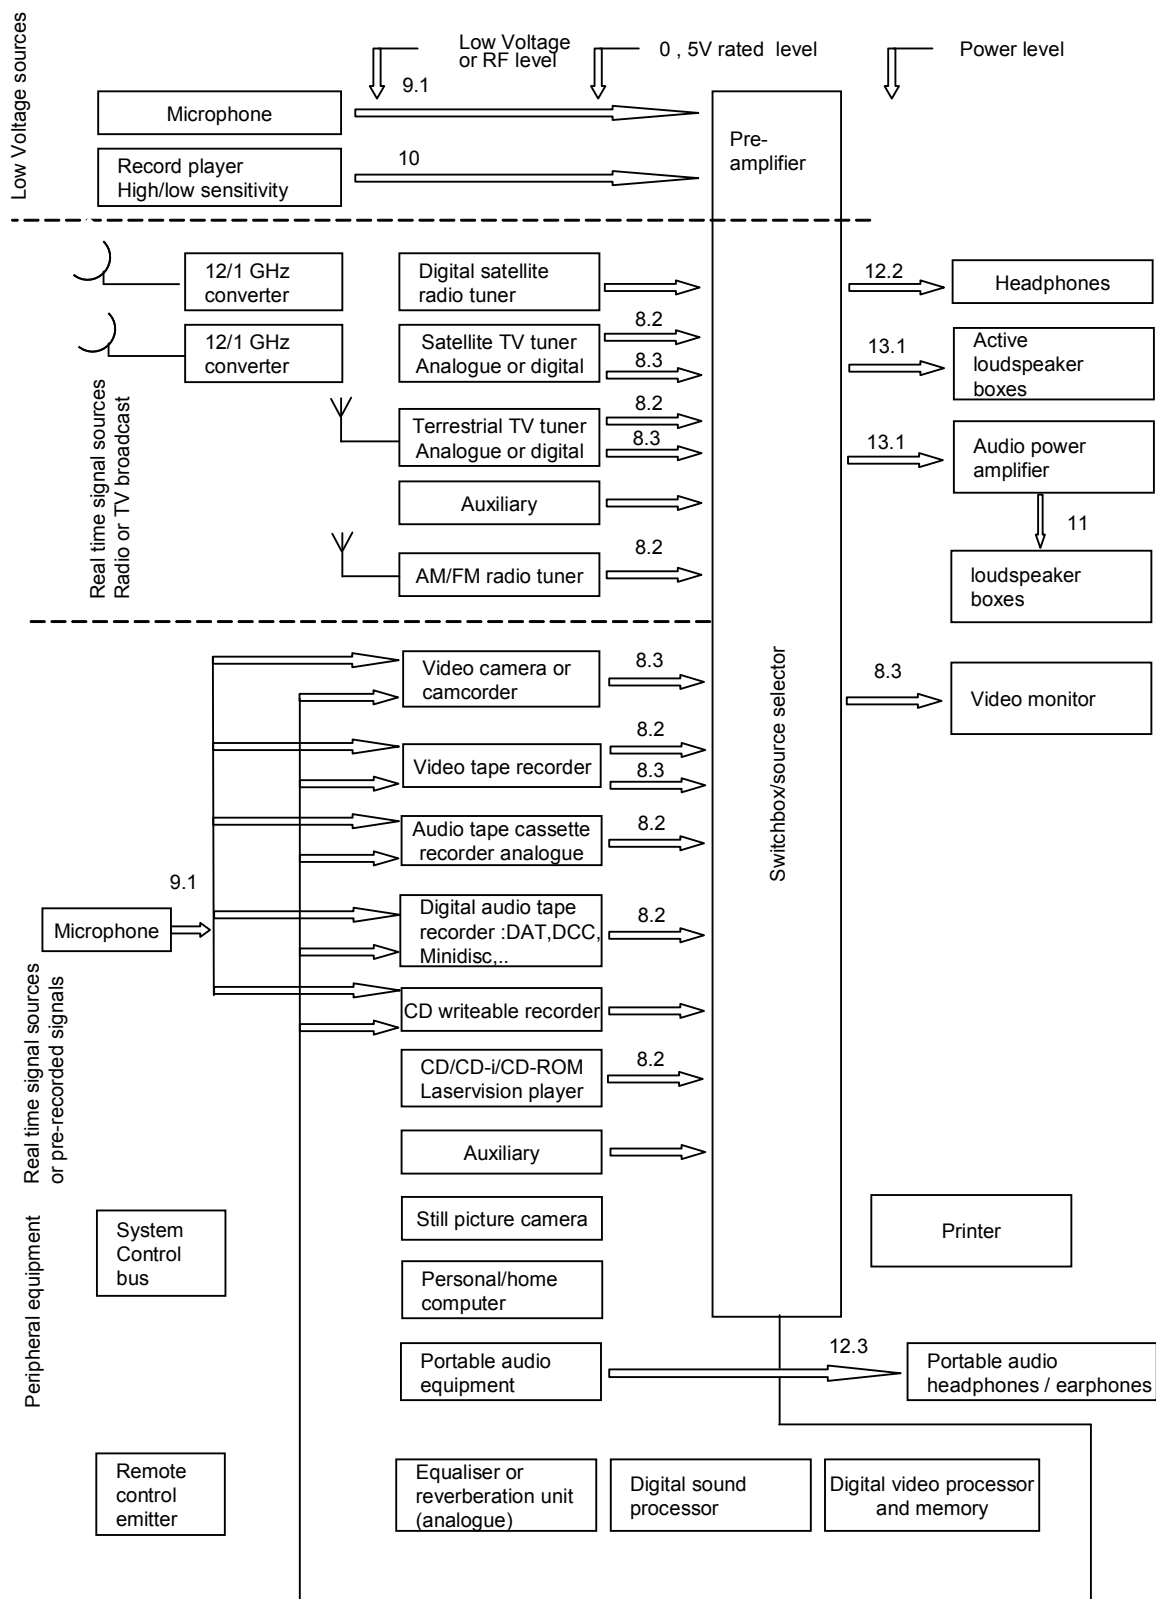 Low Voltage sources
Low Voltage
or RF level
0 , 5V rated level
Power level
9.1
Microphone
Pre-
amplifier
10
Record player
High/low sensitivity
Real time signal sources
Radio or TV broadcast
12/1 GHz
converter
Digital satellite
radio tuner
12.2
Headphones
12/1 GHz
converter
Satellite TV tuner
Analogue or digital
8.2
8.3
13.1
Active
loudspeaker
boxes
Terrestrial TV tuner
Analogue or digital
8.2
8.3
13.1
Audio power
amplifier
Auxiliary
11
AM/FM radio tuner
8.2
loudspeaker
boxes
Switchbox/source selector
Video camera or
camcorder
8.3
8.3
Video monitor
Video tape recorder
8.2
8.3
Audio tape cassette
recorder analogue
8.2
9.1
Microphone
Digital audio tape
recorder :DAT,DCC,
Minidisc,..
8.2
Real time signal sources
or pre-recorded signals
CD writeable recorder
CD/CD-i/CD-ROM
Laservision player
8.2
Auxiliary
Peripheral equipment
System
Control
bus
Still picture camera
Printer
Personal/home
computer
Portable audio
equipment
12.3
Portable audio
headphones / earphones
Remote
control
emitter
Equaliser or
reverberation unit
(analogue)
Digital sound
processor
Digital video processor
and memory